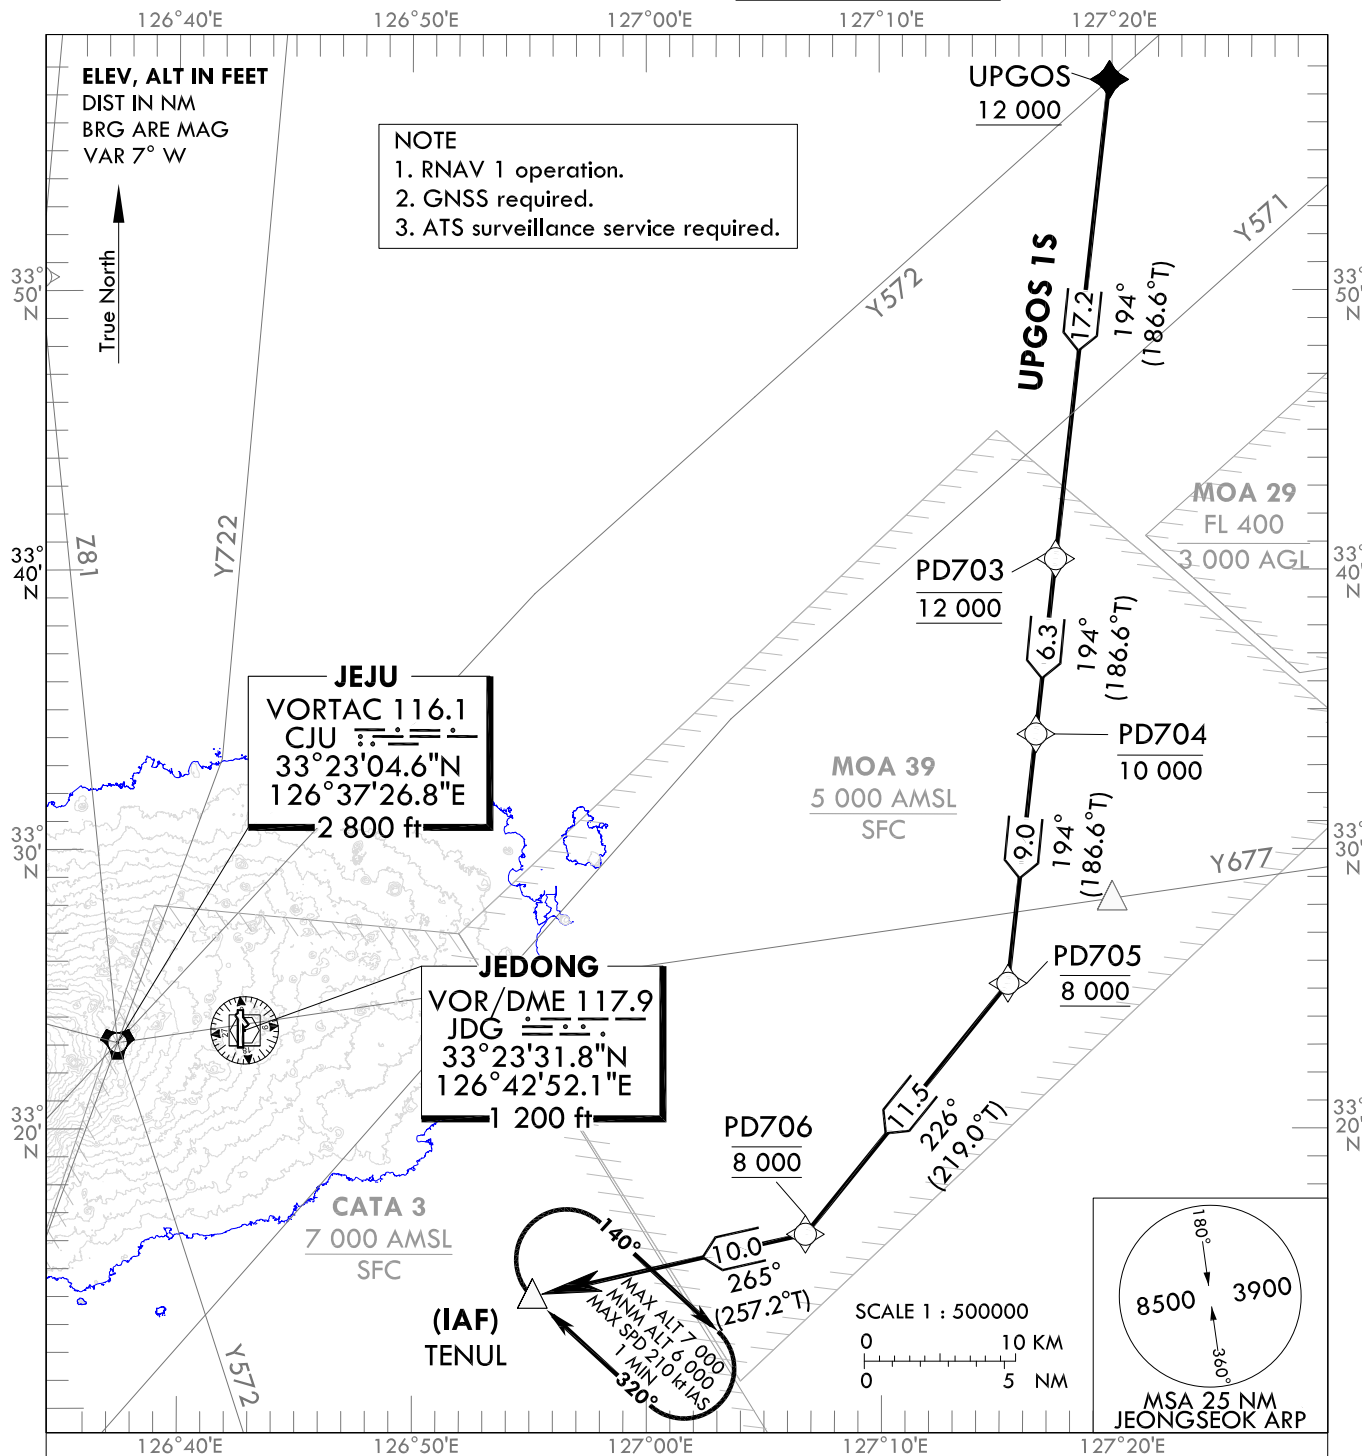 126°40'E
126°50'E
127°00'E
127°10'E
127°20'E
ELEV, ALT IN FEET
DIST IN NM
BRG ARE MAG
VAR 7° W
True North
NOTE
1. RNAV 1 operation.
2. GNSS required.
3. ATS surveillance service required.
UPGOS
12 000
Y572
Y571
UPGOS 1S
17.2
194°
(186.6°T)
33°
50'
N
33°
50'
N
MOA 29
FL 400
3 000 AGL
Z81
Y722
33°
40'
N
33°
40'
N
PD703
12 000
6.3
194°
(186.6°T)
JEJU
VORTAC 116.1
CJU
33°23'04.6"N
126°37'26.8"E
2 800 ft
PD704
10 000
MOA 39
5 000 AMSL
SFC
9.0
194°
(186.6°T)
33°
30'
N
33°
30'
N
Y677
JEDONG
VOR/DME 117.9
JDG
33°23'31.8"N
126°42'52.1"E
1 200 ft
PD705
8 000
11.5
226°
(219.0°T)
33°
20'
N
33°
20'
N
PD706
8 000
CATA 3
7 000 AMSL
SFC
10.0
265°
(257.2°T)
140°
MAX ALT 7 000
MNM ALT 6 000
MAX SPD 210 kt IAS
1 MIN
320°
(IAF)
TENUL
Y572
SCALE 1 : 500000
0 10 KM
0 5 NM
180°
8500 3900
360°
MSA 25 NM
JEONGSEOK ARP
126°40'E
126°50'E
127°00'E
127°10'E
127°20'E